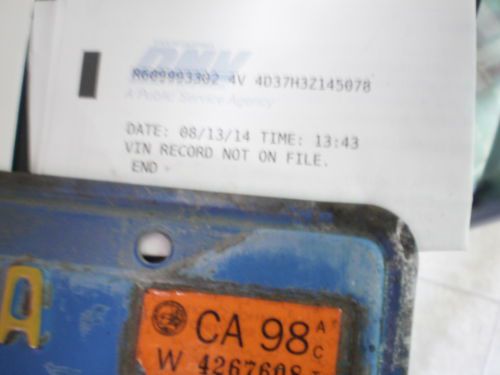 DMV
R609993302 4V 4D37H3Z145078
A Public Service Agency
DATE: 08/13/14 TIME: 13:43
VIN RECORD NOT ON FILE.
END
A
CA 98
W 4267608